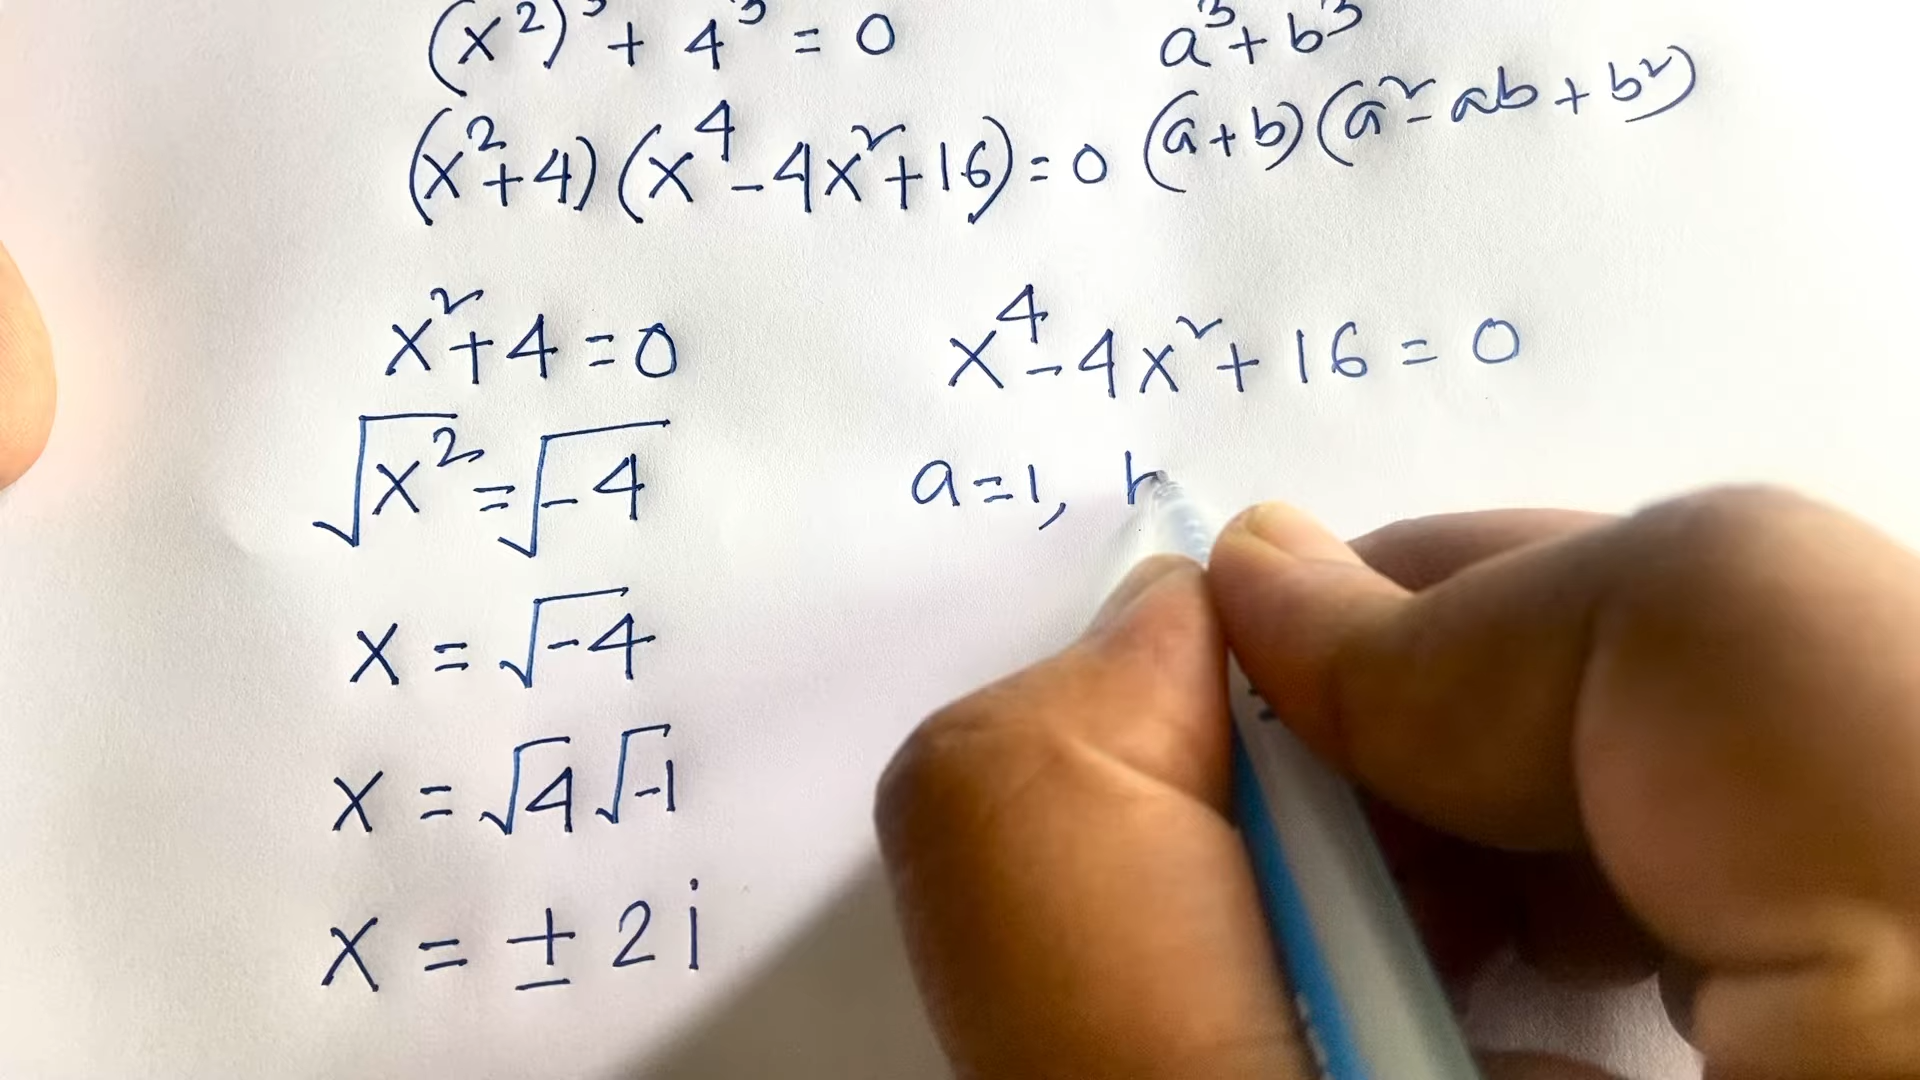 (x²)³ + 4³ = 0
a³ + b³
(x² + 4)(x⁴ - 4x² + 16) = 0
(a + b)(a² - ab + b²)
x² + 4 = 0
x⁴ - 4x² + 16 = 0
√x² = √-4
a = 1,
x = √-4
x = √4 √-1
x = ± 2i